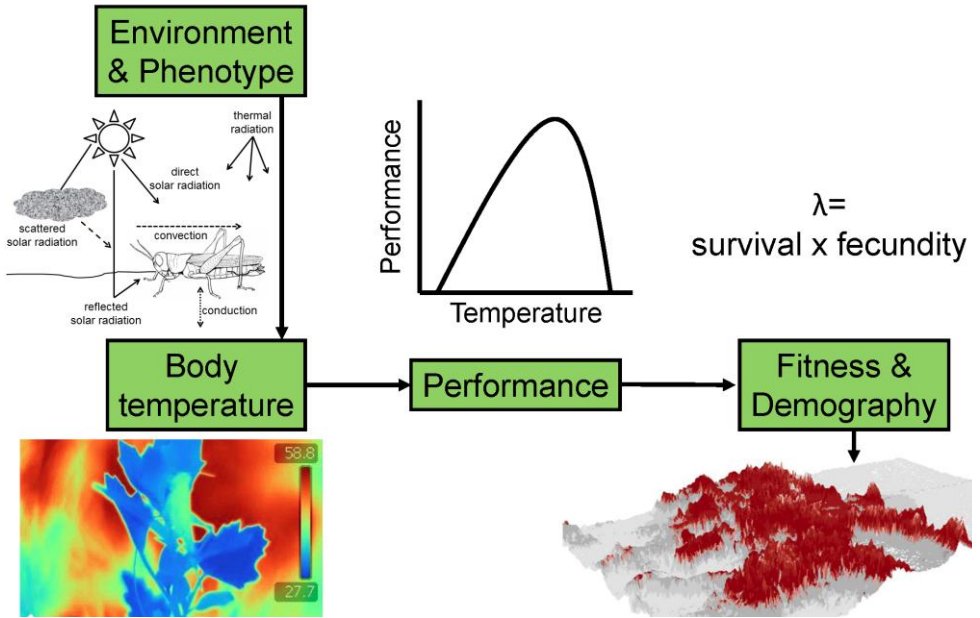 Environment
& Phenotype
thermal
radiation
direct
solar radiation
scattered
solar radiation
convection
reflected
solar radiation
conduction
Performance
Temperature
λ=
survival x fecundity
Body
temperature
Performance
Fitness &
Demography
58.8
27.7